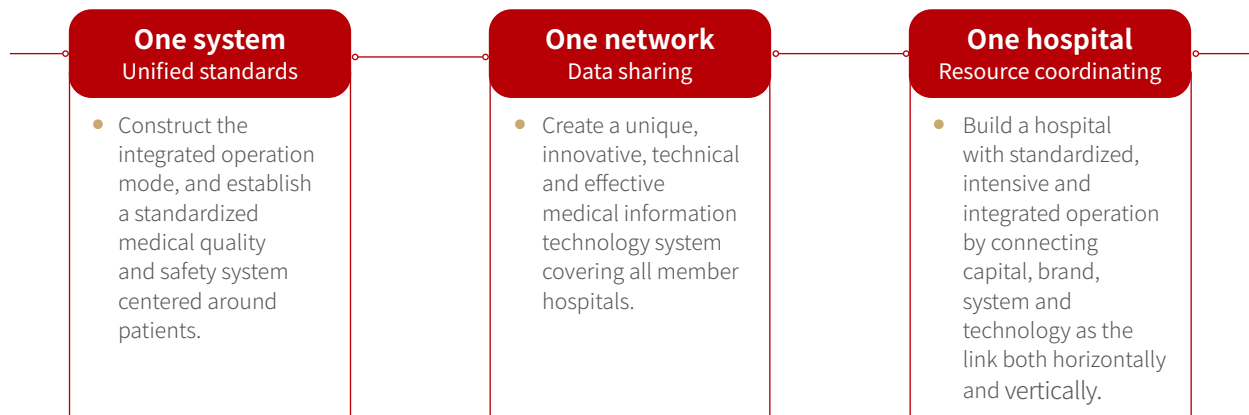 One system
Unified standards
Construct the
integrated operation
mode, and establish
a standardized
medical quality
and safety system
centered around
patients.
One network
Data sharing
Create a unique,
innovative, technical
and effective
medical information
technology system
covering all member
hospitals.
One hospital
Resource coordinating
Build a hospital
with standardized,
intensive and
integrated operation
by connecting
capital, brand,
system and
technology as the
link both horizontally
and vertically.